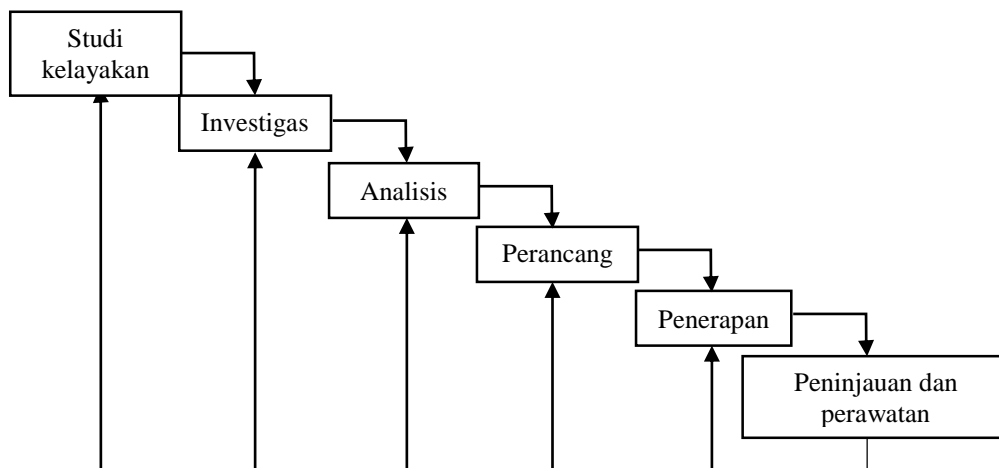 Studi
kelayakan
Investigas
Analisis
Perancang
Penerapan
Peninjauan dan
perawatan